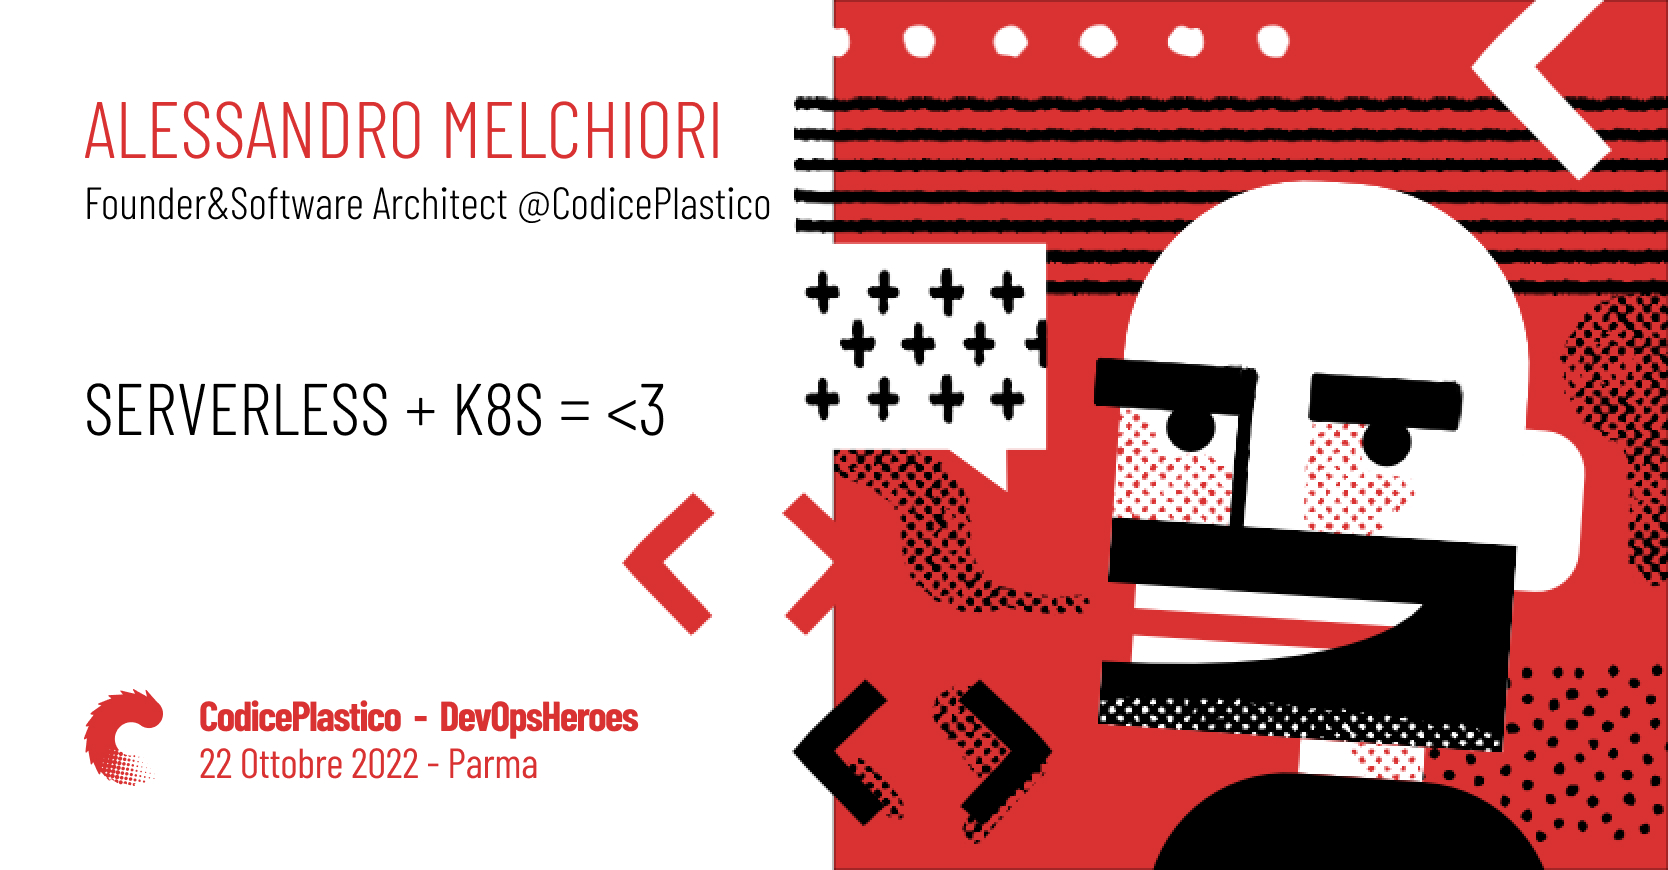 ALESSANDRO MELCHIORI
Founder&Software Architect @CodicePlastico
SERVERLESS + K8S = <3
CodicePlastico - DevOpsHeroes
22 Ottobre 2022 - Parma